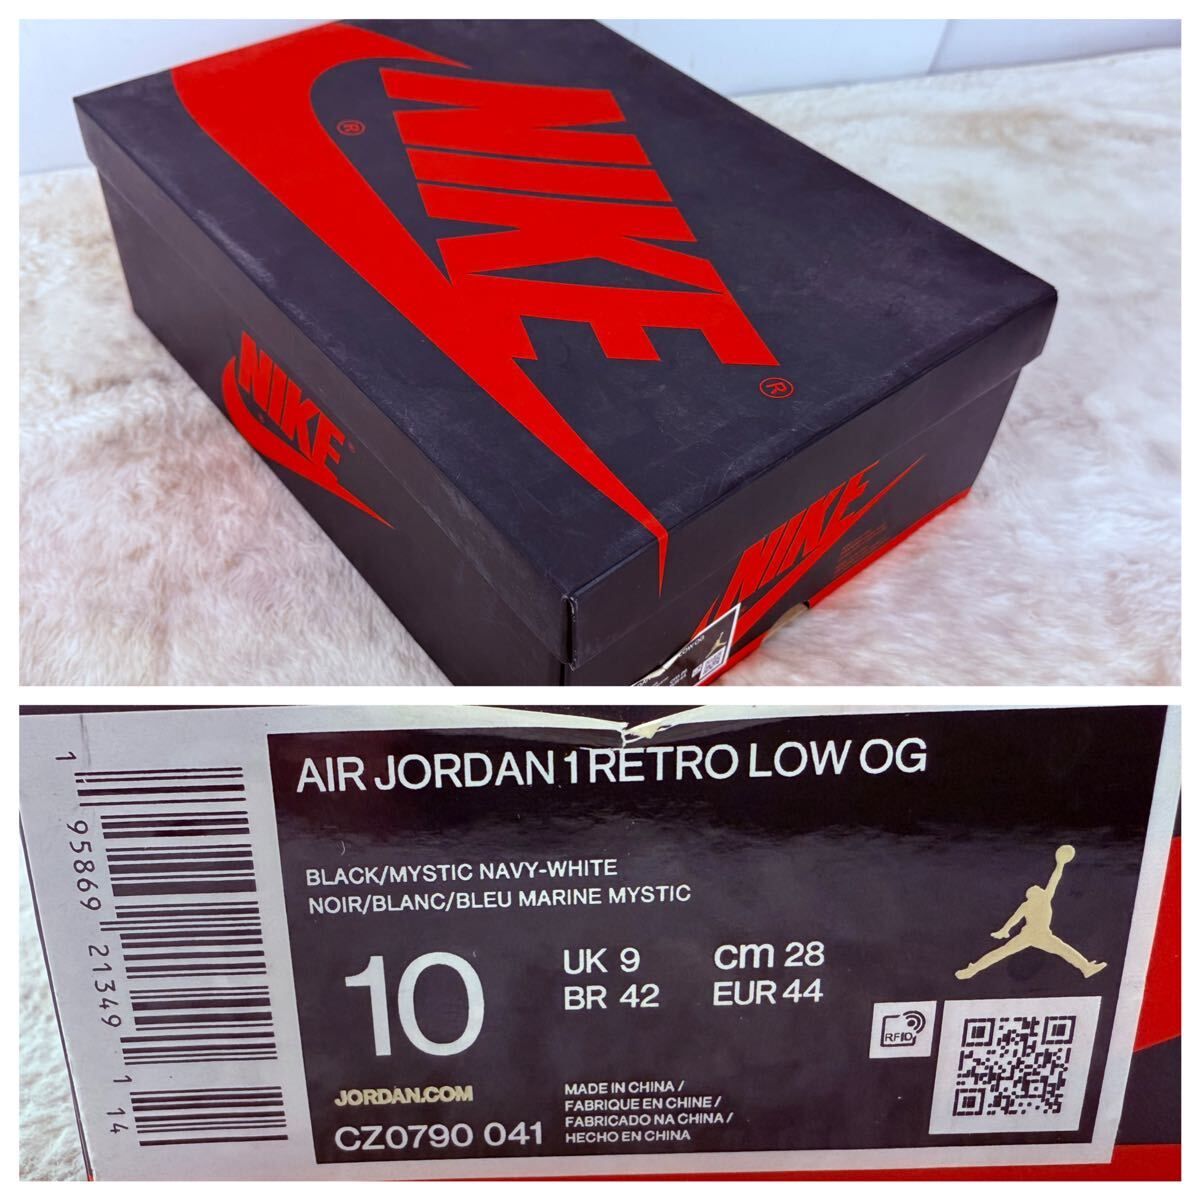 NIKE
®
®
NIKE
NIKE
LOW OG
AIR JORDAN 1 RETRO LOW OG
BLACK/MYSTIC NAVY-WHITE
NOIR/BLANC/BLEU MARINE MYSTIC
10
UK 9
cm 28
BR 42
EUR 44
RFID
JORDAN.COM
CZ0790 041
MADE IN CHINA /
FABRIQUE EN CHINE /
FABRICADO NA CHINA /
HECHO EN CHINA
1 95869 21349 1 14